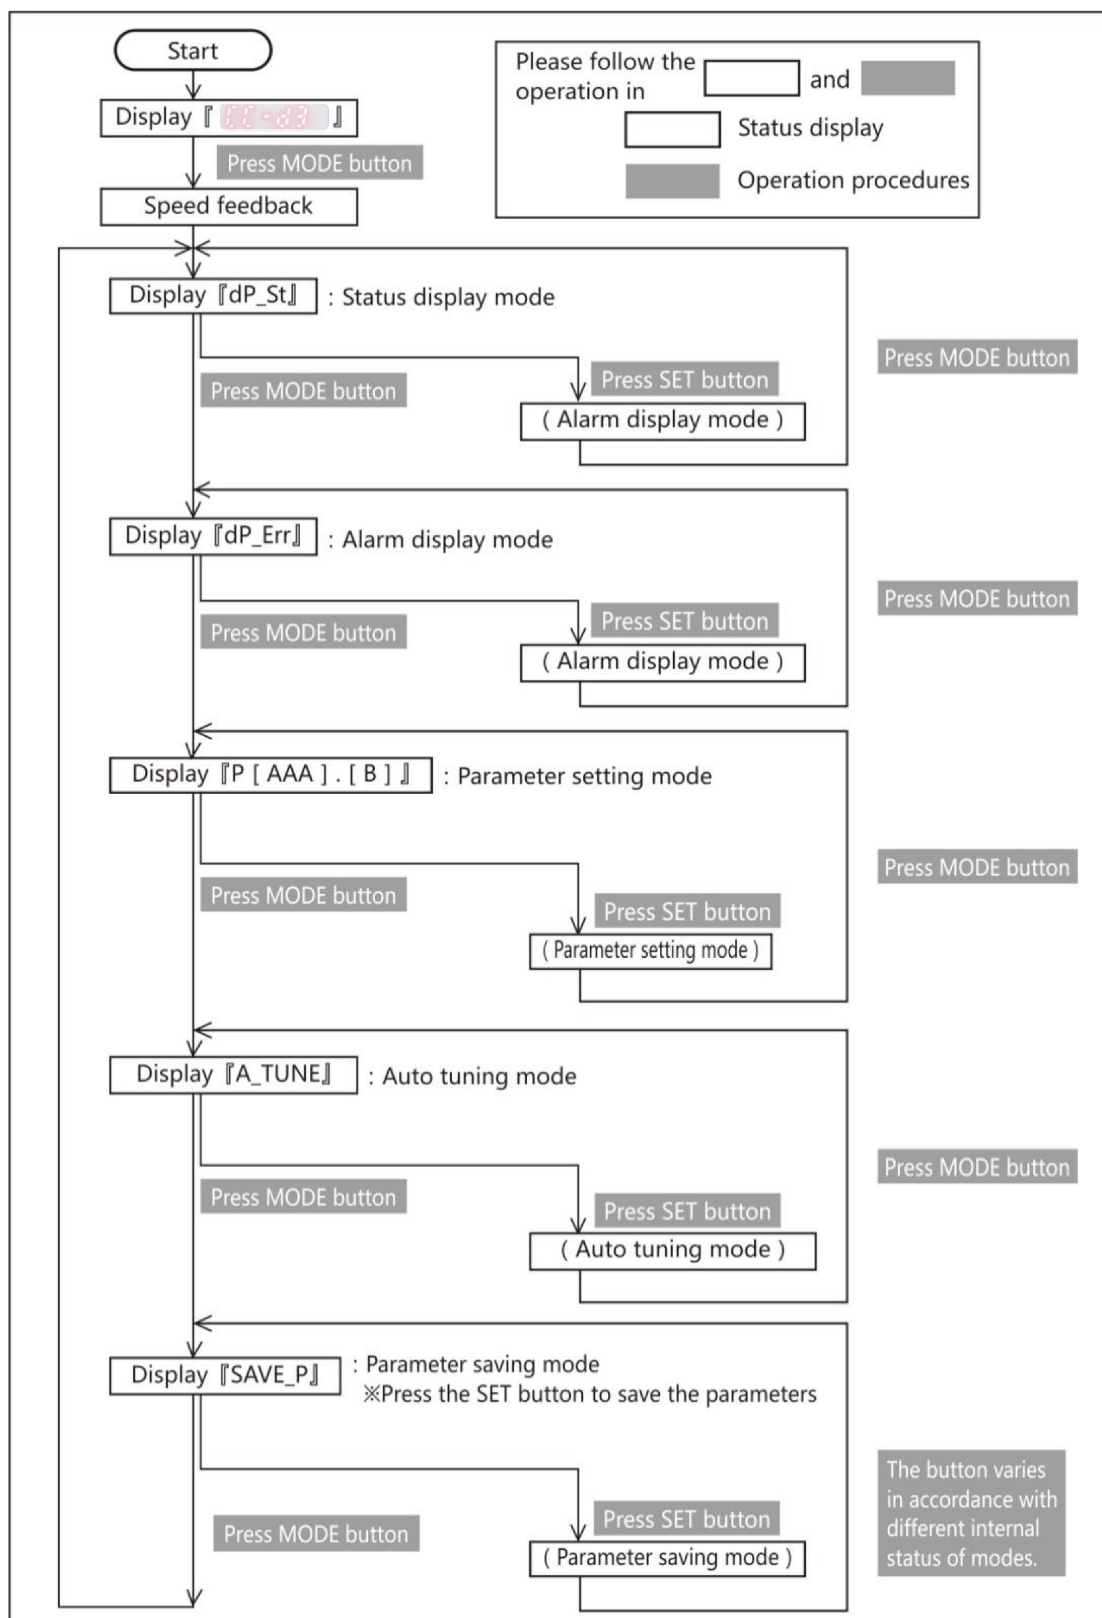 Start
Please follow the
operation in
and
Display『CC-d3』
Status display
Press MODE button
Operation procedures
Speed feedback
Display『dP_St』
: Status display mode
Press MODE button
Press SET button
Press MODE button
( Alarm display mode )
Display『dP_Err』
: Alarm display mode
Press MODE button
Press SET button
Press MODE button
( Alarm display mode )
Display『P [ AAA ] . [ B ] 』
: Parameter setting mode
Press MODE button
Press MODE button
Press SET button
( Parameter setting mode )
Display『A_TUNE』
: Auto tuning mode
Press MODE button
Press MODE button
Press SET button
( Auto tuning mode )
Display『SAVE_P』
: Parameter saving mode
※Press the SET button to save the parameters
The button varies
in accordance with
different internal
status of modes.
Press SET button
Press MODE button
( Parameter saving mode )